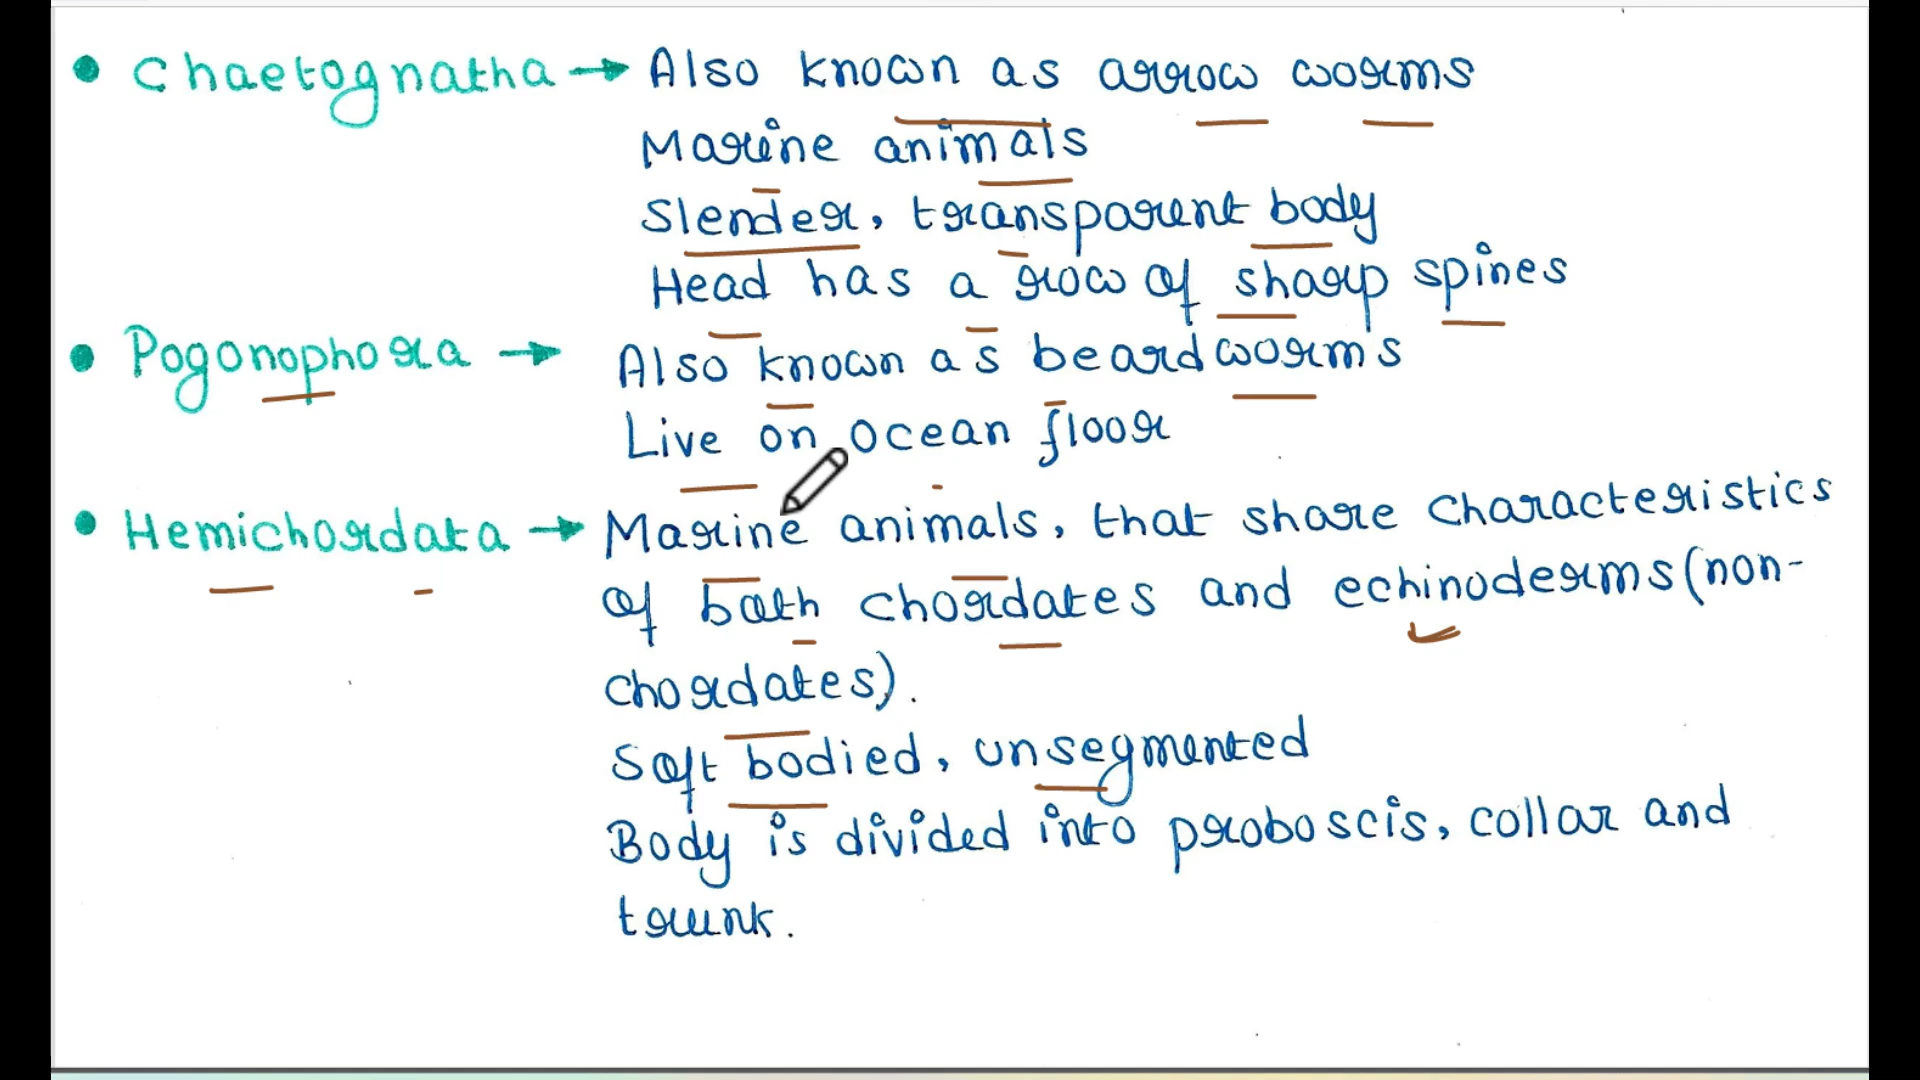 • Chaetognatha → Also known as arrow worms
Marine animals
Slender, transparent body
Head has a row of sharp spines
• Pogonophora → Also known as beardworms
Live on ocean floor
• Hemichordata → Marine animals, that share characteristics
of both chordates and echinoderms (non-
chordates).
Soft bodied, unsegmented
Body is divided into proboscis, collar and
trunk.